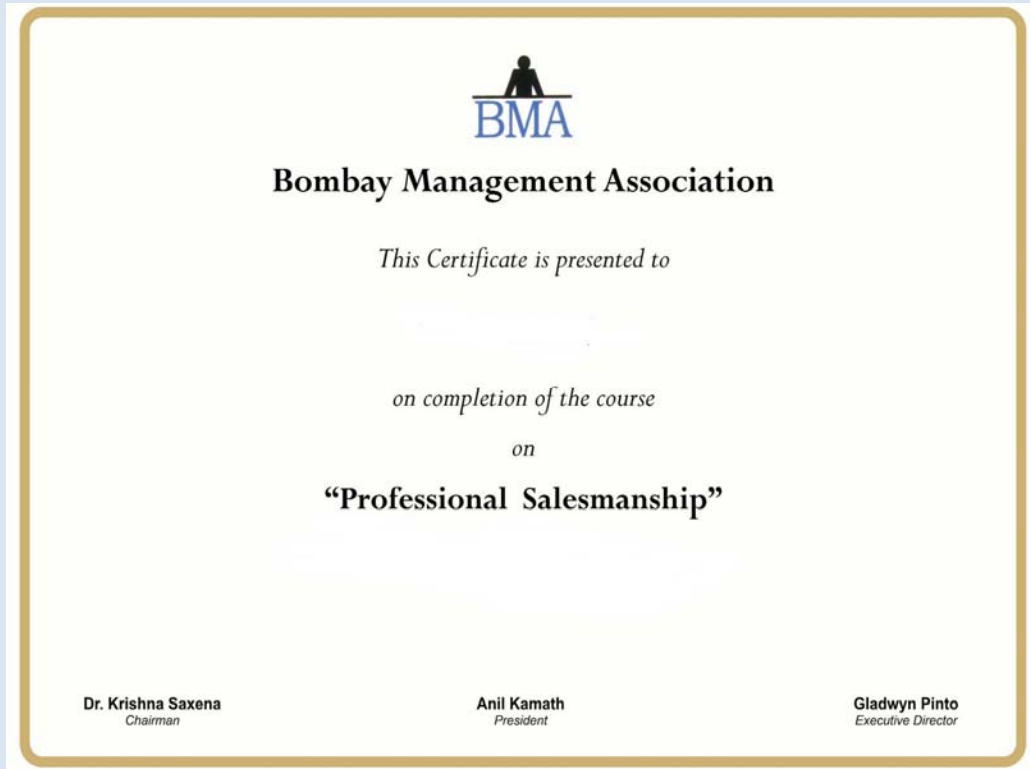 BMA
Bombay Management Association
This Certificate is presented to
on completion of the course
on
“Professional Salesmanship”
Dr. Krishna Saxena
Chairman
Anil Kamath
President
Gladwyn Pinto
Executive Director